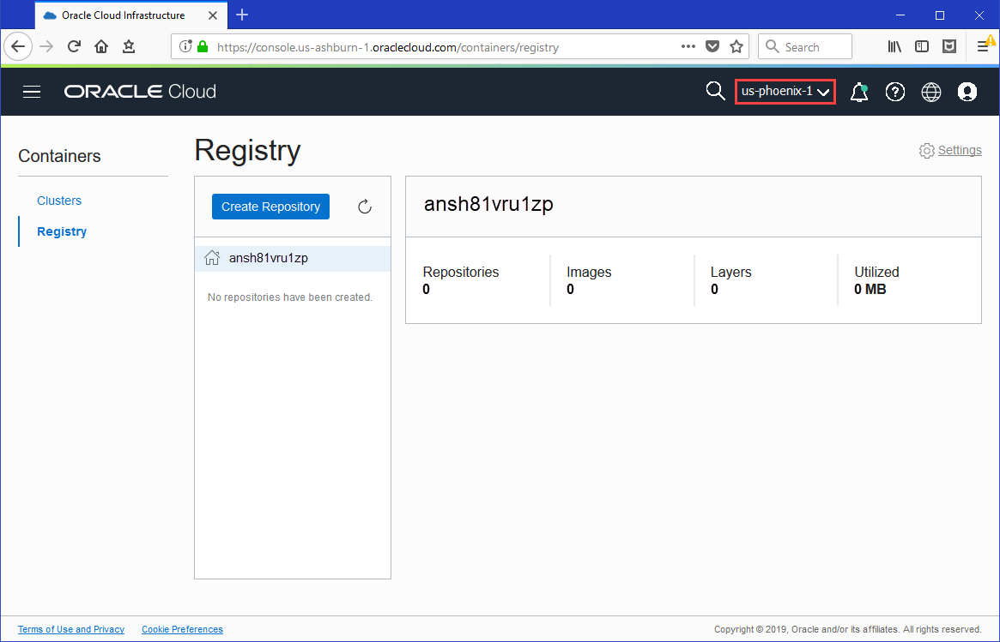 Oracle Cloud Infrastructure
https://console.us-ashburn-1.oraclecloud.com/containers/registry
Search
ORACLE Cloud
us-phoenix-1
Containers
Clusters
Registry
Registry
Settings
Create Repository
ansh81vru1zp
No repositories have been created.
ansh81vru1zp
Repositories
0
Images
0
Layers
0
Utilized
0 MB
Terms of Use and Privacy
Cookie Preferences
Copyright © 2019, Oracle and/or its affiliates. All rights reserved.